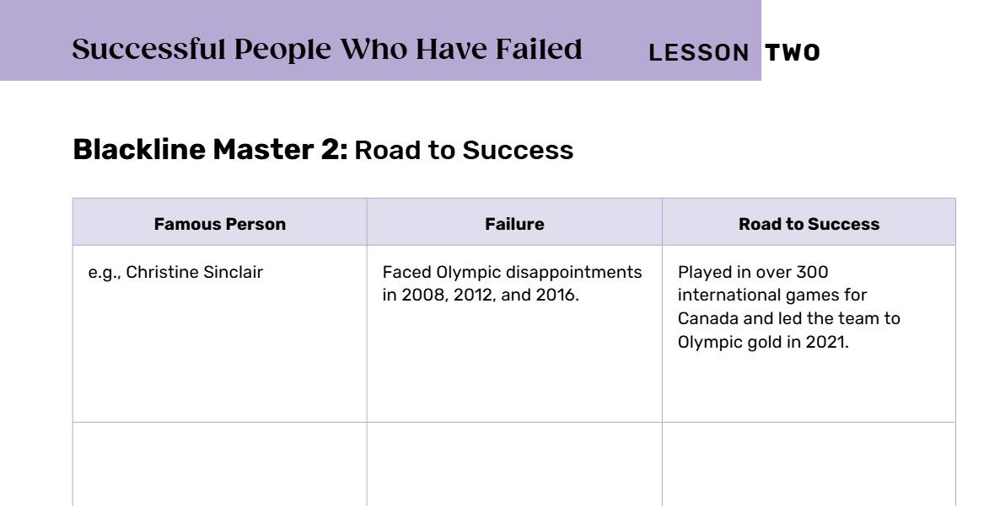 Successful People Who Have Failed LESSON TWO
Blackline Master 2: Road to Success
Famous Person Failure Road to Success
e.g., Christine Sinclair
Faced Olympic disappointments
in 2008, 2012, and 2016.
Played in over 300
international games for
Canada and led the team to
Olympic gold in 2021.